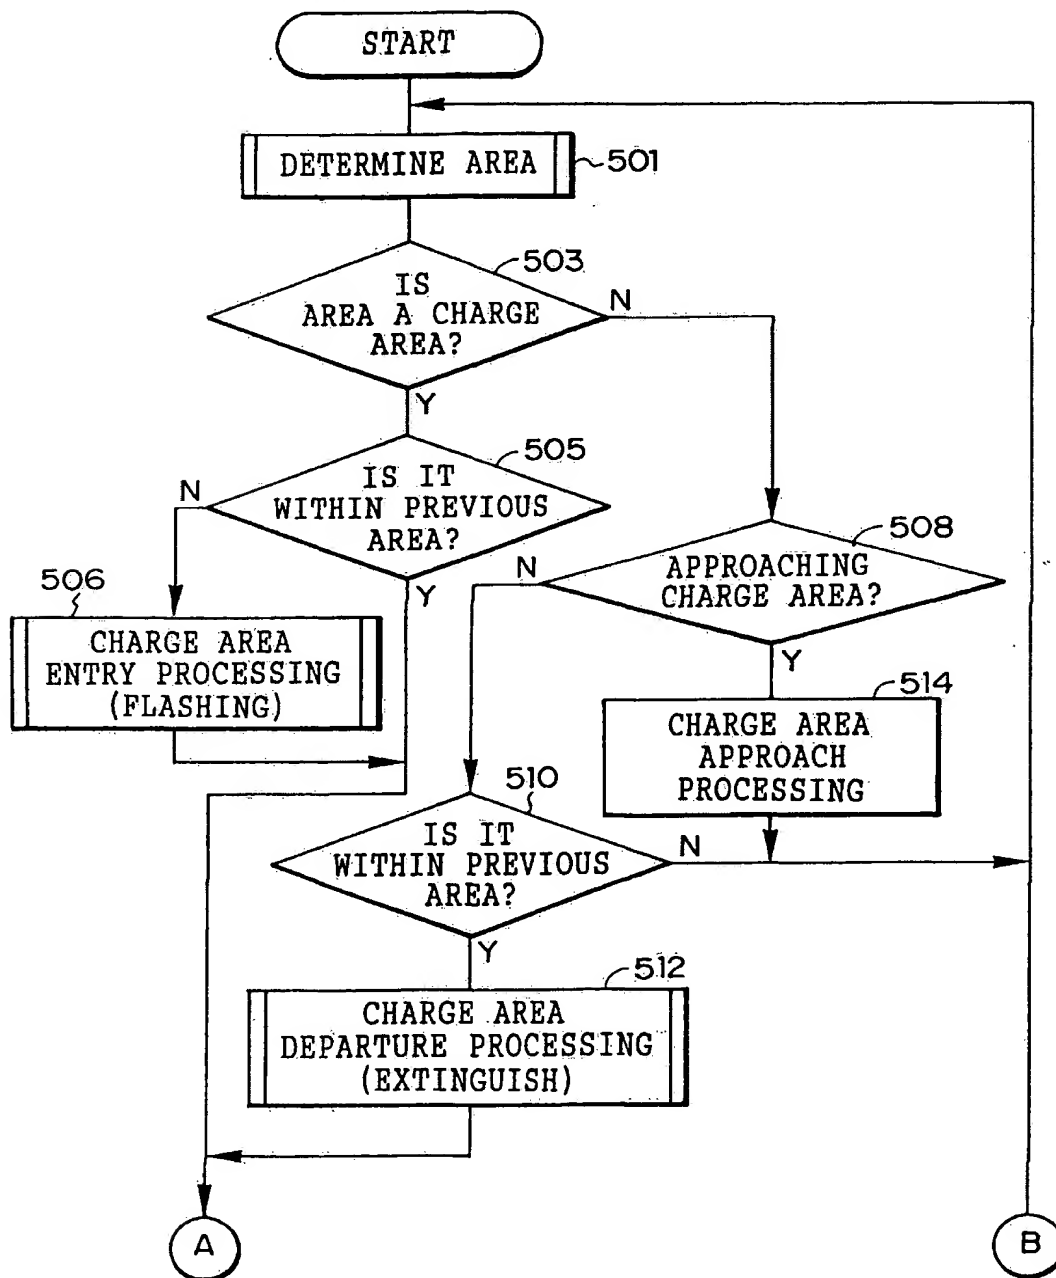 START
DETERMINE AREA
501
503
IS
AREA A CHARGE
AREA?
N
Y
505
IS IT
WITHIN PREVIOUS
AREA?
N
Y
506
CHARGE AREA
ENTRY PROCESSING
(FLASHING)
508
APPROACHING
CHARGE AREA?
N
Y
514
CHARGE AREA
APPROACH
PROCESSING
510
IS IT
WITHIN PREVIOUS
AREA?
N
Y
512
CHARGE AREA
DEPARTURE PROCESSING
(EXTINGUISH)
A
B